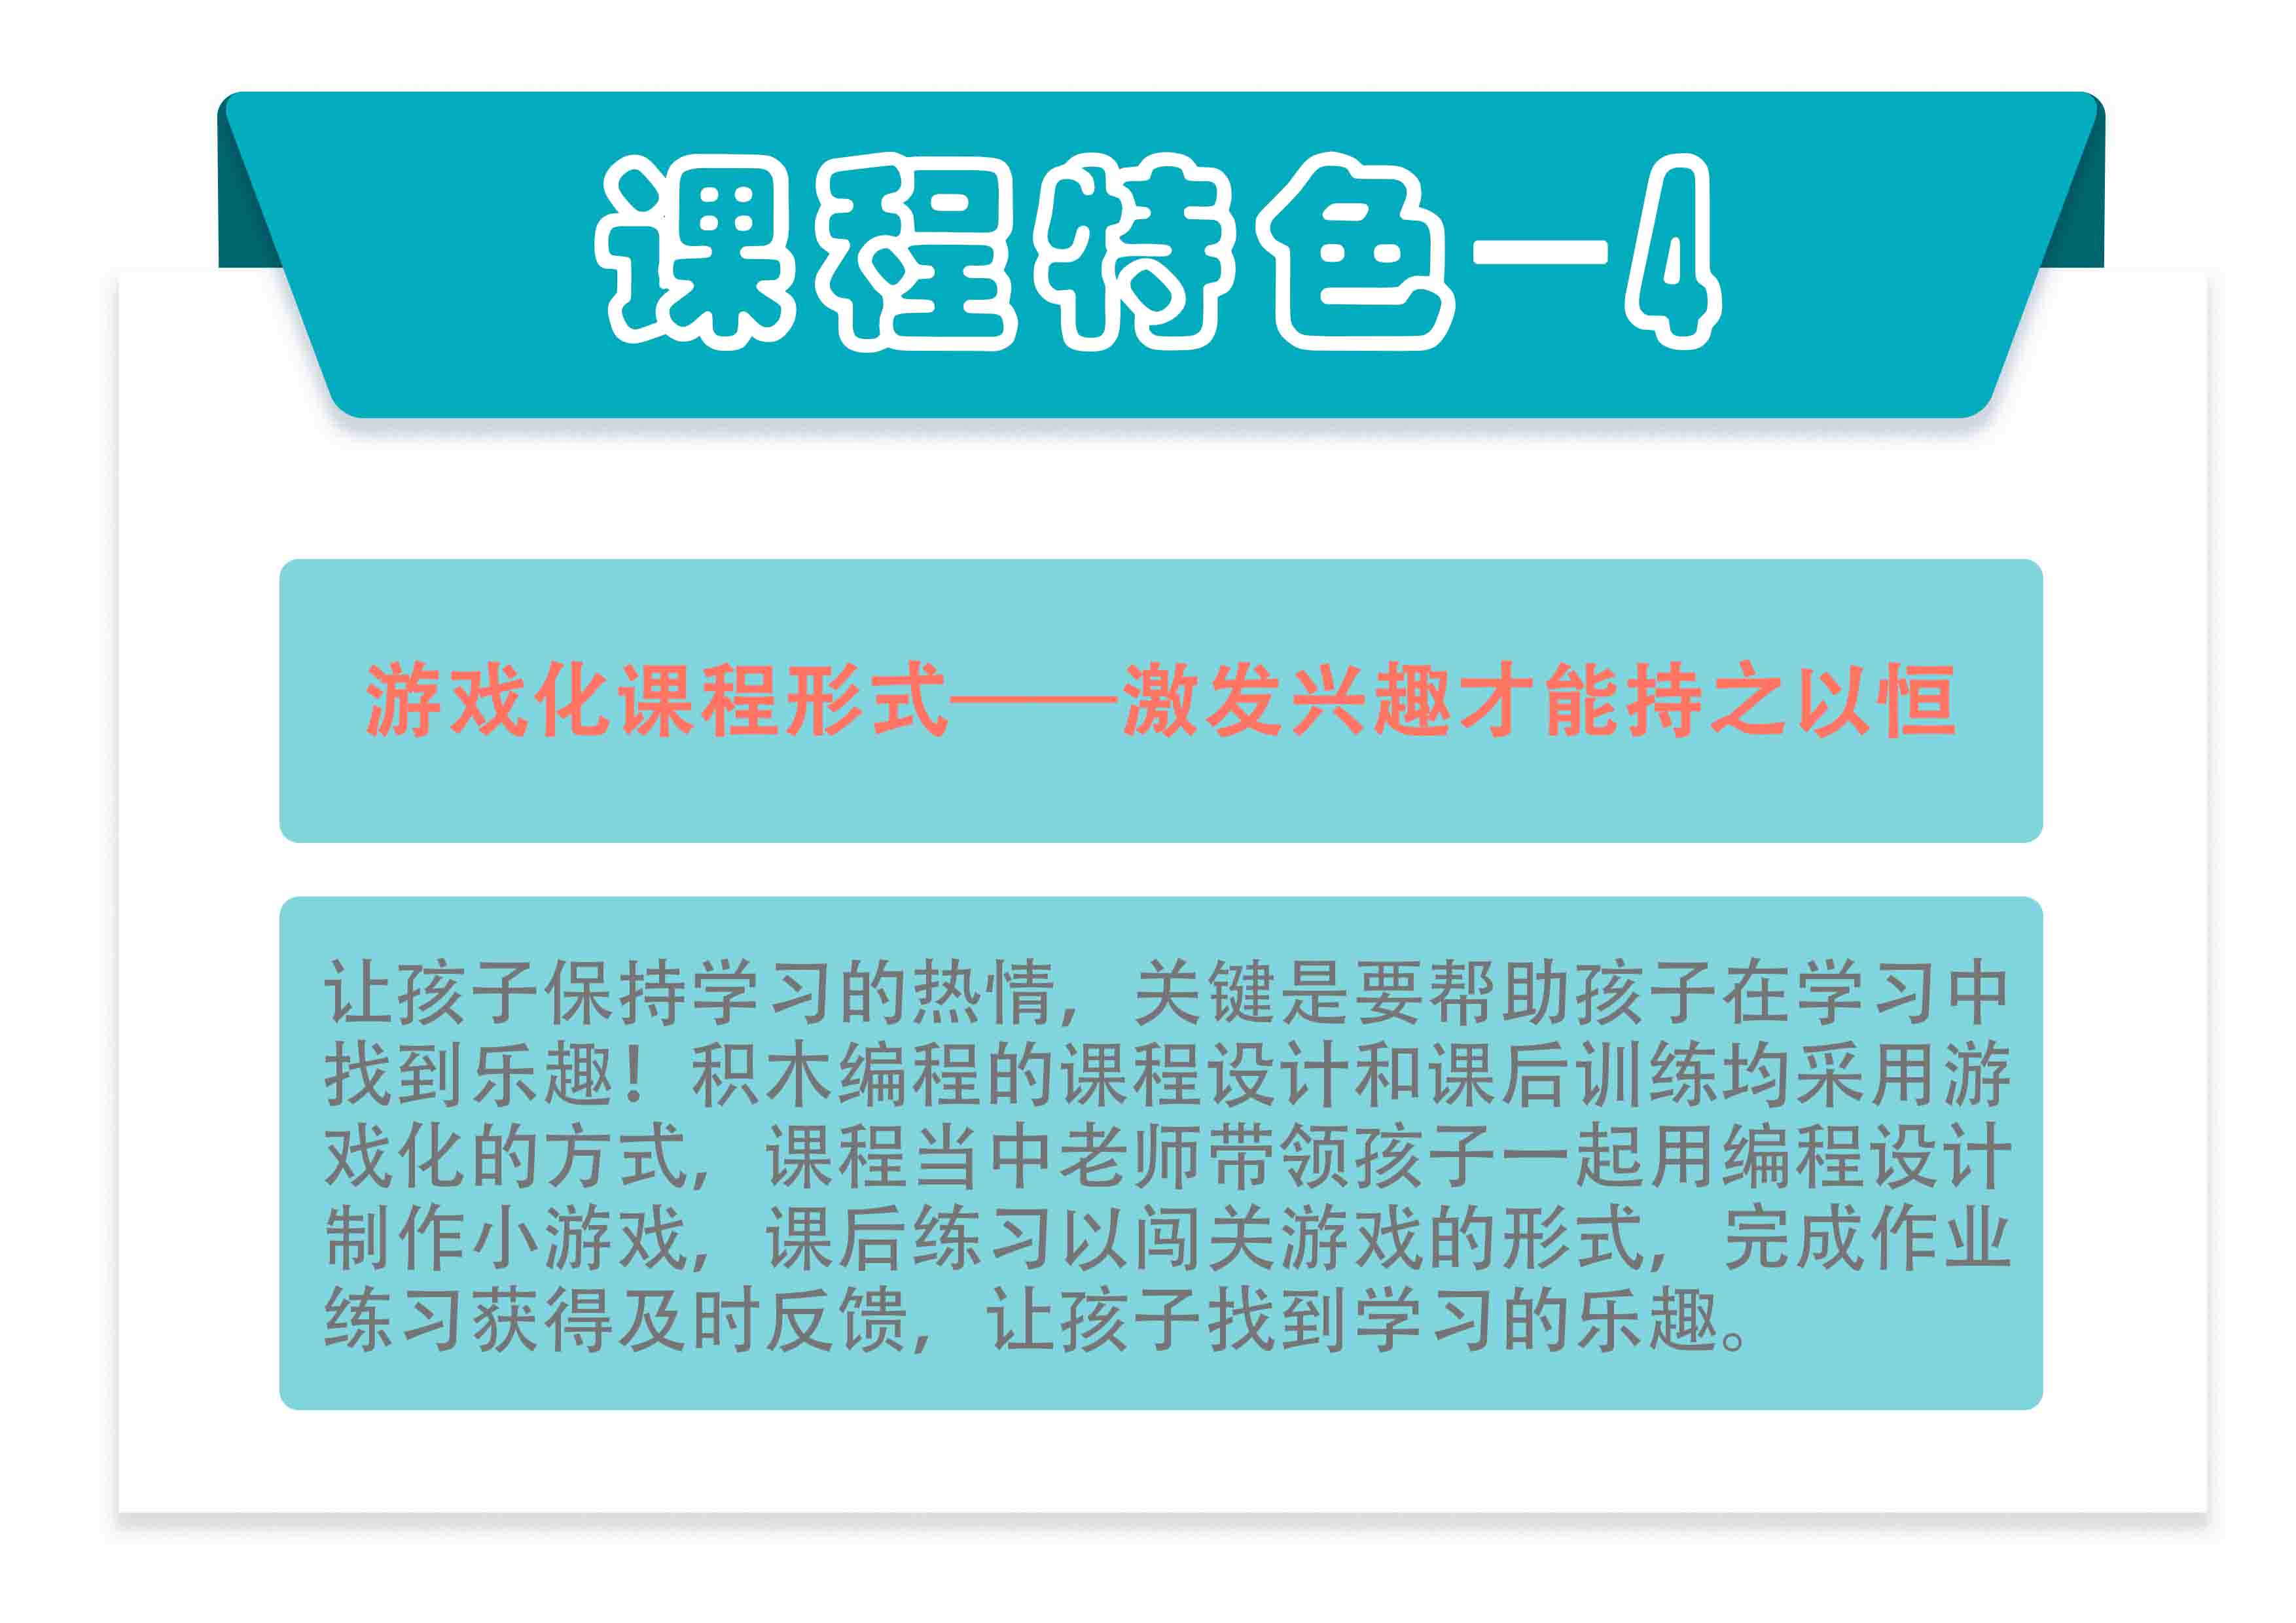 课程特色—4
游戏化课程形式——激发兴趣才能持之以恒
让孩子保持学习的热情，关键是要帮助孩子在学习中
找到乐趣！积木编程的课程设计和课后训练均采用游
戏化的方式，课程当中老师带领孩子一起用编程设计
制作小游戏，课后练习以闯关游戏的形式，完成作业
练习获得及时反馈，让孩子找到学习的乐趣。